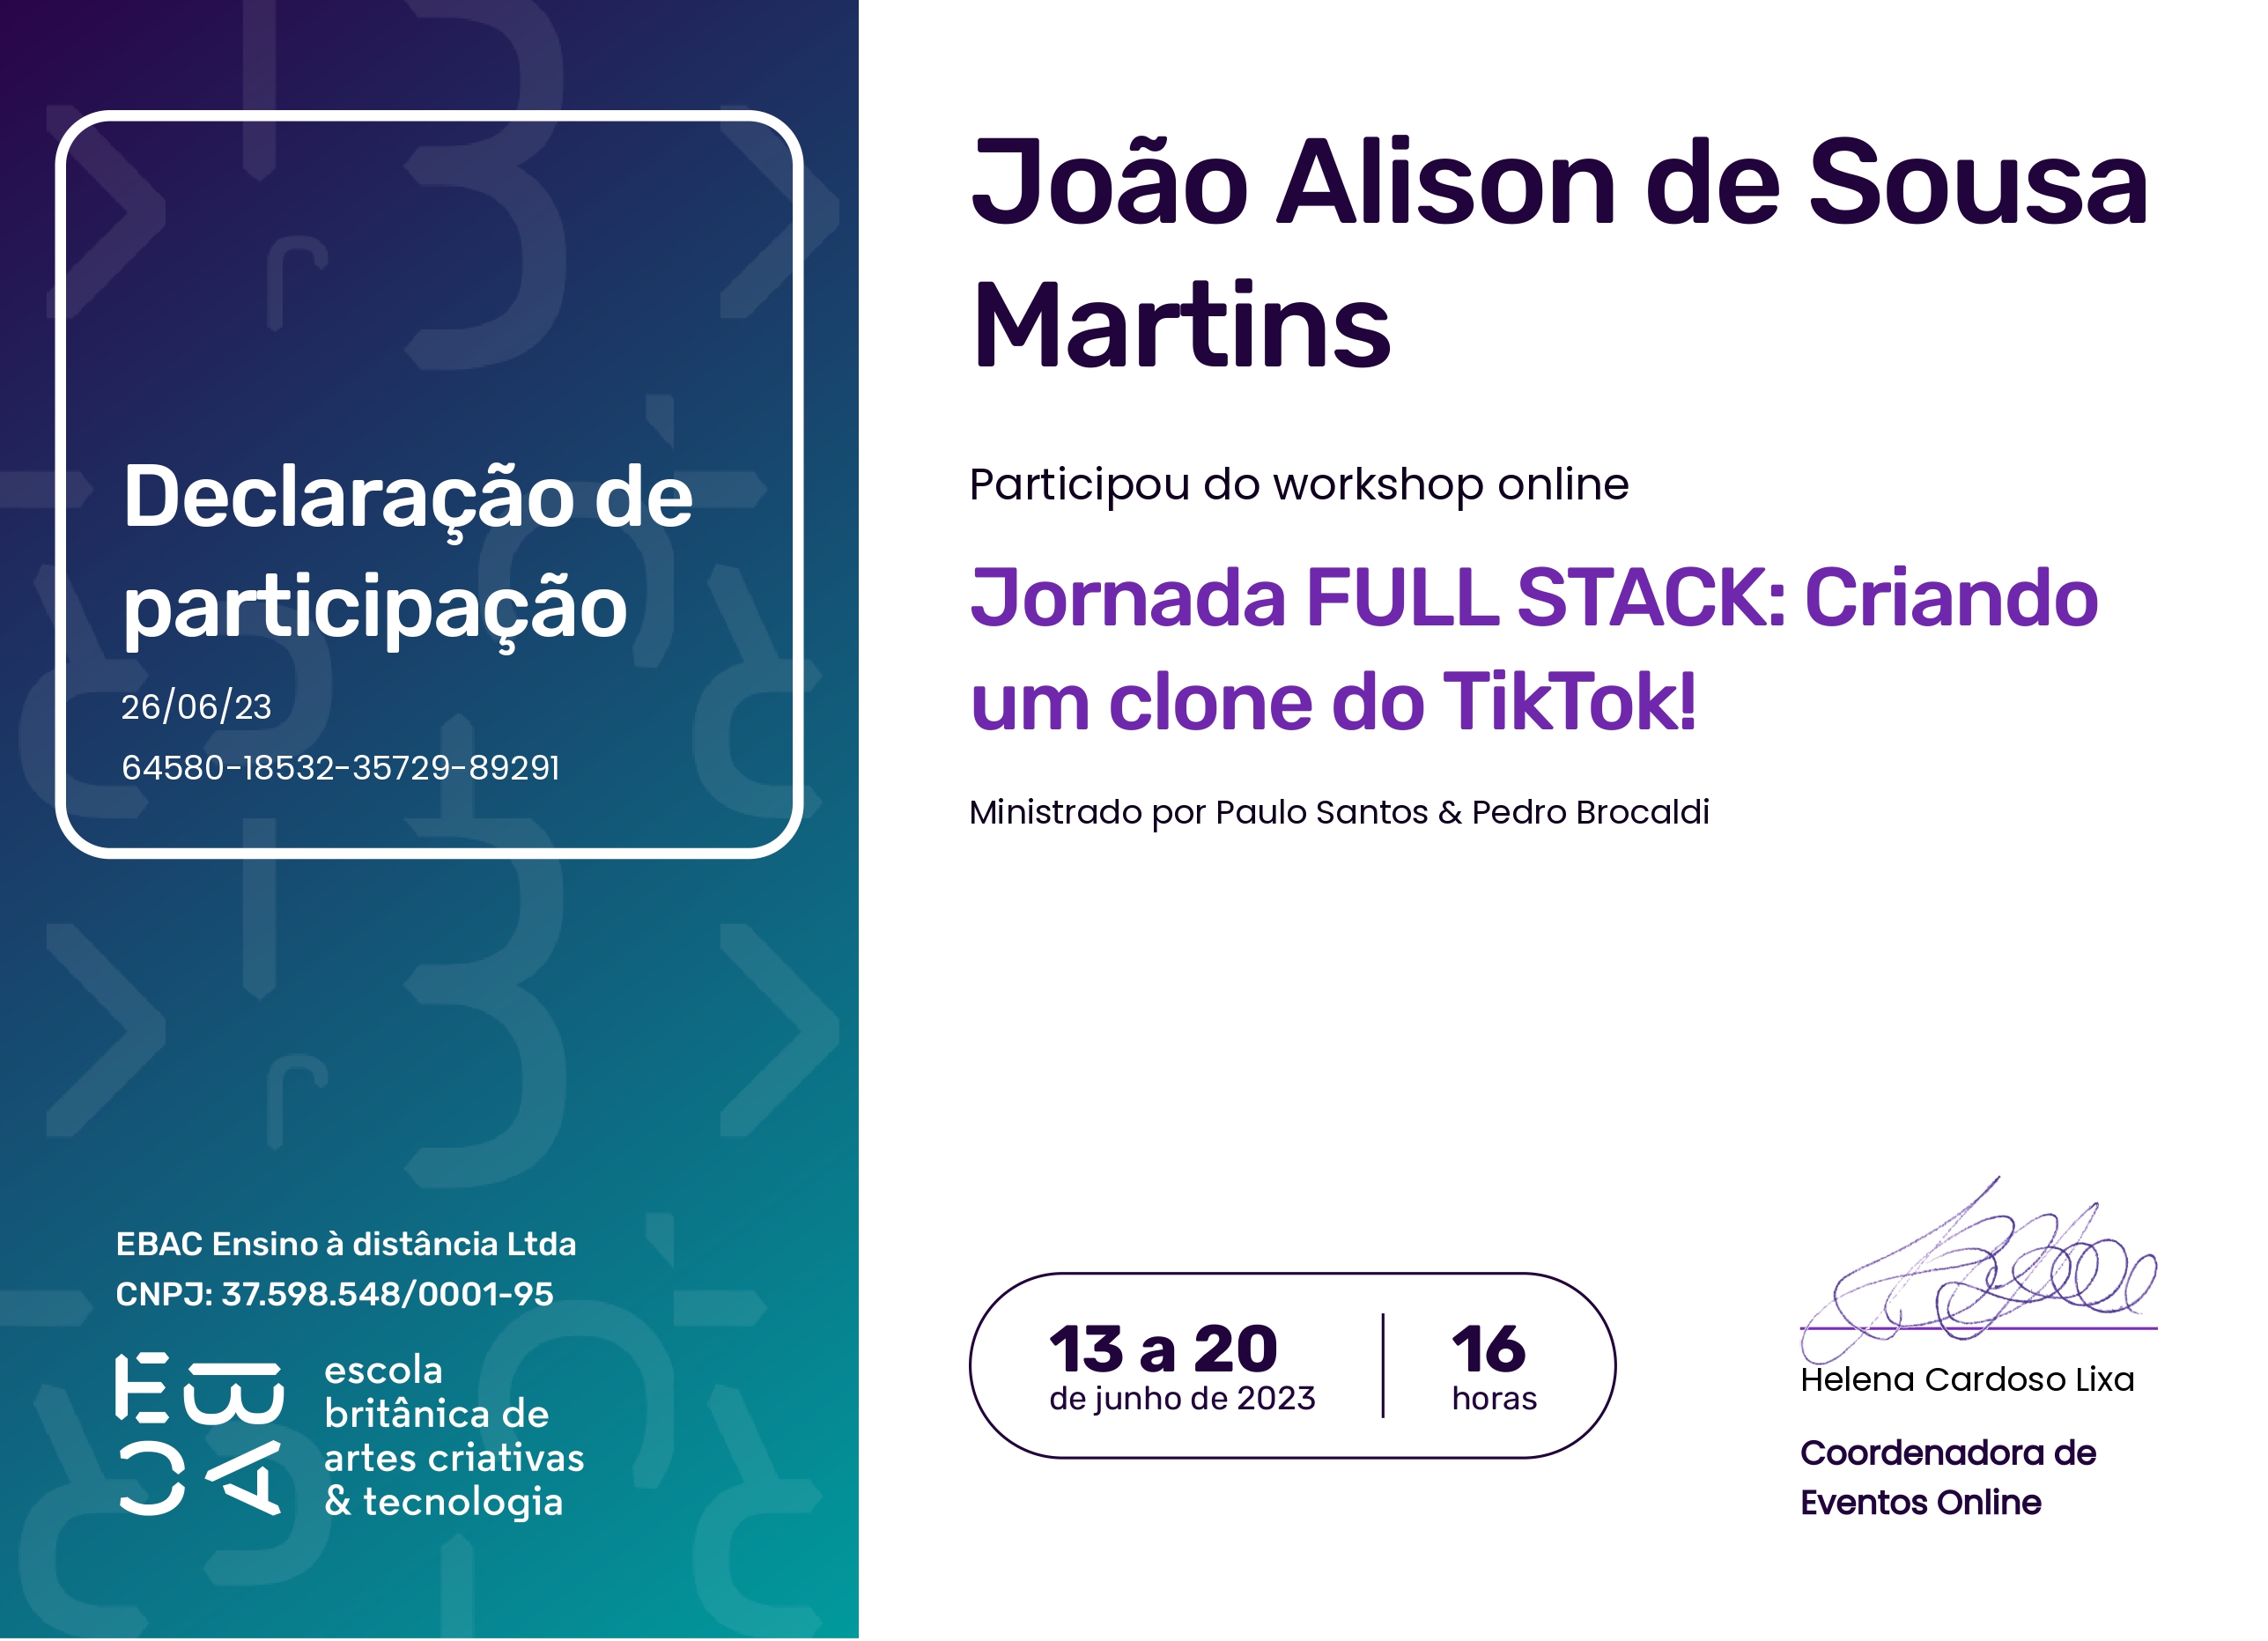 Declaração de
participação
26/06/23
64580-18532-35729-89291
EBAC Ensino à distância Ltda
CNPJ: 37.598.548/0001-95
EBAC
escola
britânica de
artes criativas
& tecnologia
João Alison de Sousa
Martins
Participou do workshop online
Jornada FULL STACK: Criando
um clone do TikTok!
Ministrado por Paulo Santos & Pedro Brocaldi
13 a 20
de junho de 2023
16
horas
Helena Cardoso Lixa
Coordenadora de
Eventos Online